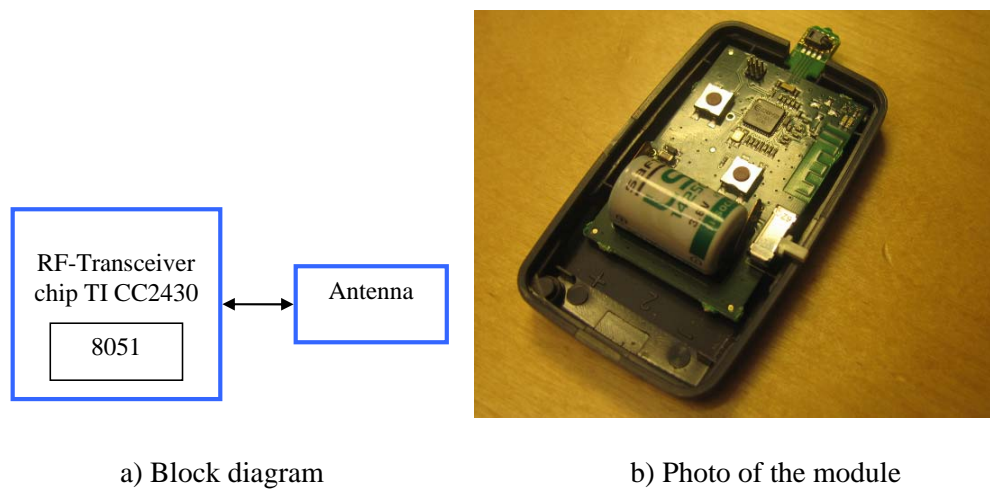 RF-Transceiver
chip TI CC2430
8051
Antenna
a) Block diagram
b) Photo of the module